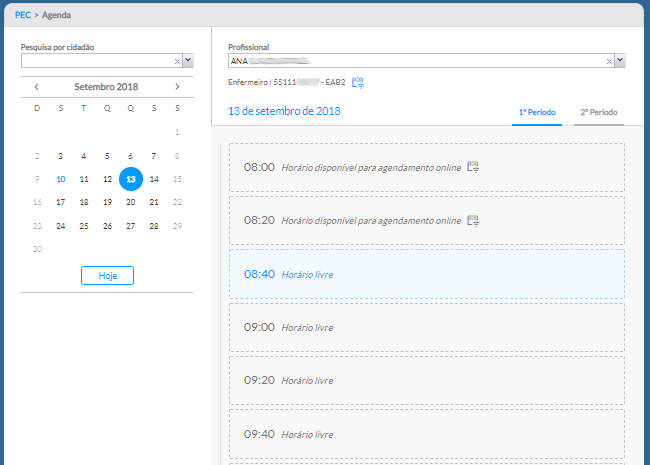 PEC > Agenda
Pesquisa por cidadão
Setembro 2018
D S T Q Q S S
1
2 3 4 5 6 7 8
9 10 11 12 13 14 15
16 17 18 19 20 21 22
23 24 25 26 27 28 29
30
Hoje
Profissional
ANA
Enfermeiro | 55111 - EAB2
13 de setembro de 2018
1º Período 2º Período
08:00 Horário disponível para agendamento online
08:20 Horário disponível para agendamento online
08:40 Horário livre
09:00 Horário livre
09:20 Horário livre
09:40 Horário livre